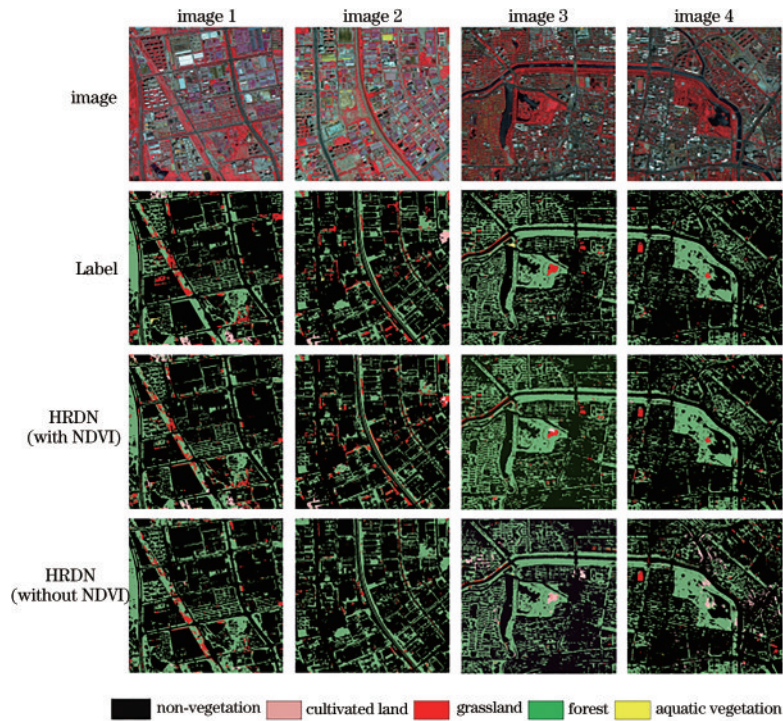 image 1 image 2 image 3 image 4
image
Label
HRDN
(with NDVI)
HRDN
(without NDVI)
non-vegetation cultivated land grassland forest aquatic vegetation